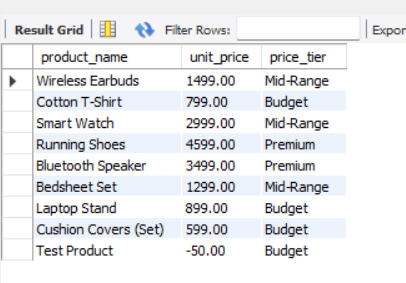 Result Grid Filter Rows: Expor
product_name unit_price price_tier
Wireless Earbuds 1499.00 Mid-Range
Cotton T-Shirt 799.00 Budget
Smart Watch 2999.00 Mid-Range
Running Shoes 4599.00 Premium
Bluetooth Speaker 3499.00 Premium
Bedsheet Set 1299.00 Mid-Range
Laptop Stand 899.00 Budget
Cushion Covers (Set) 599.00 Budget
Test Product -50.00 Budget